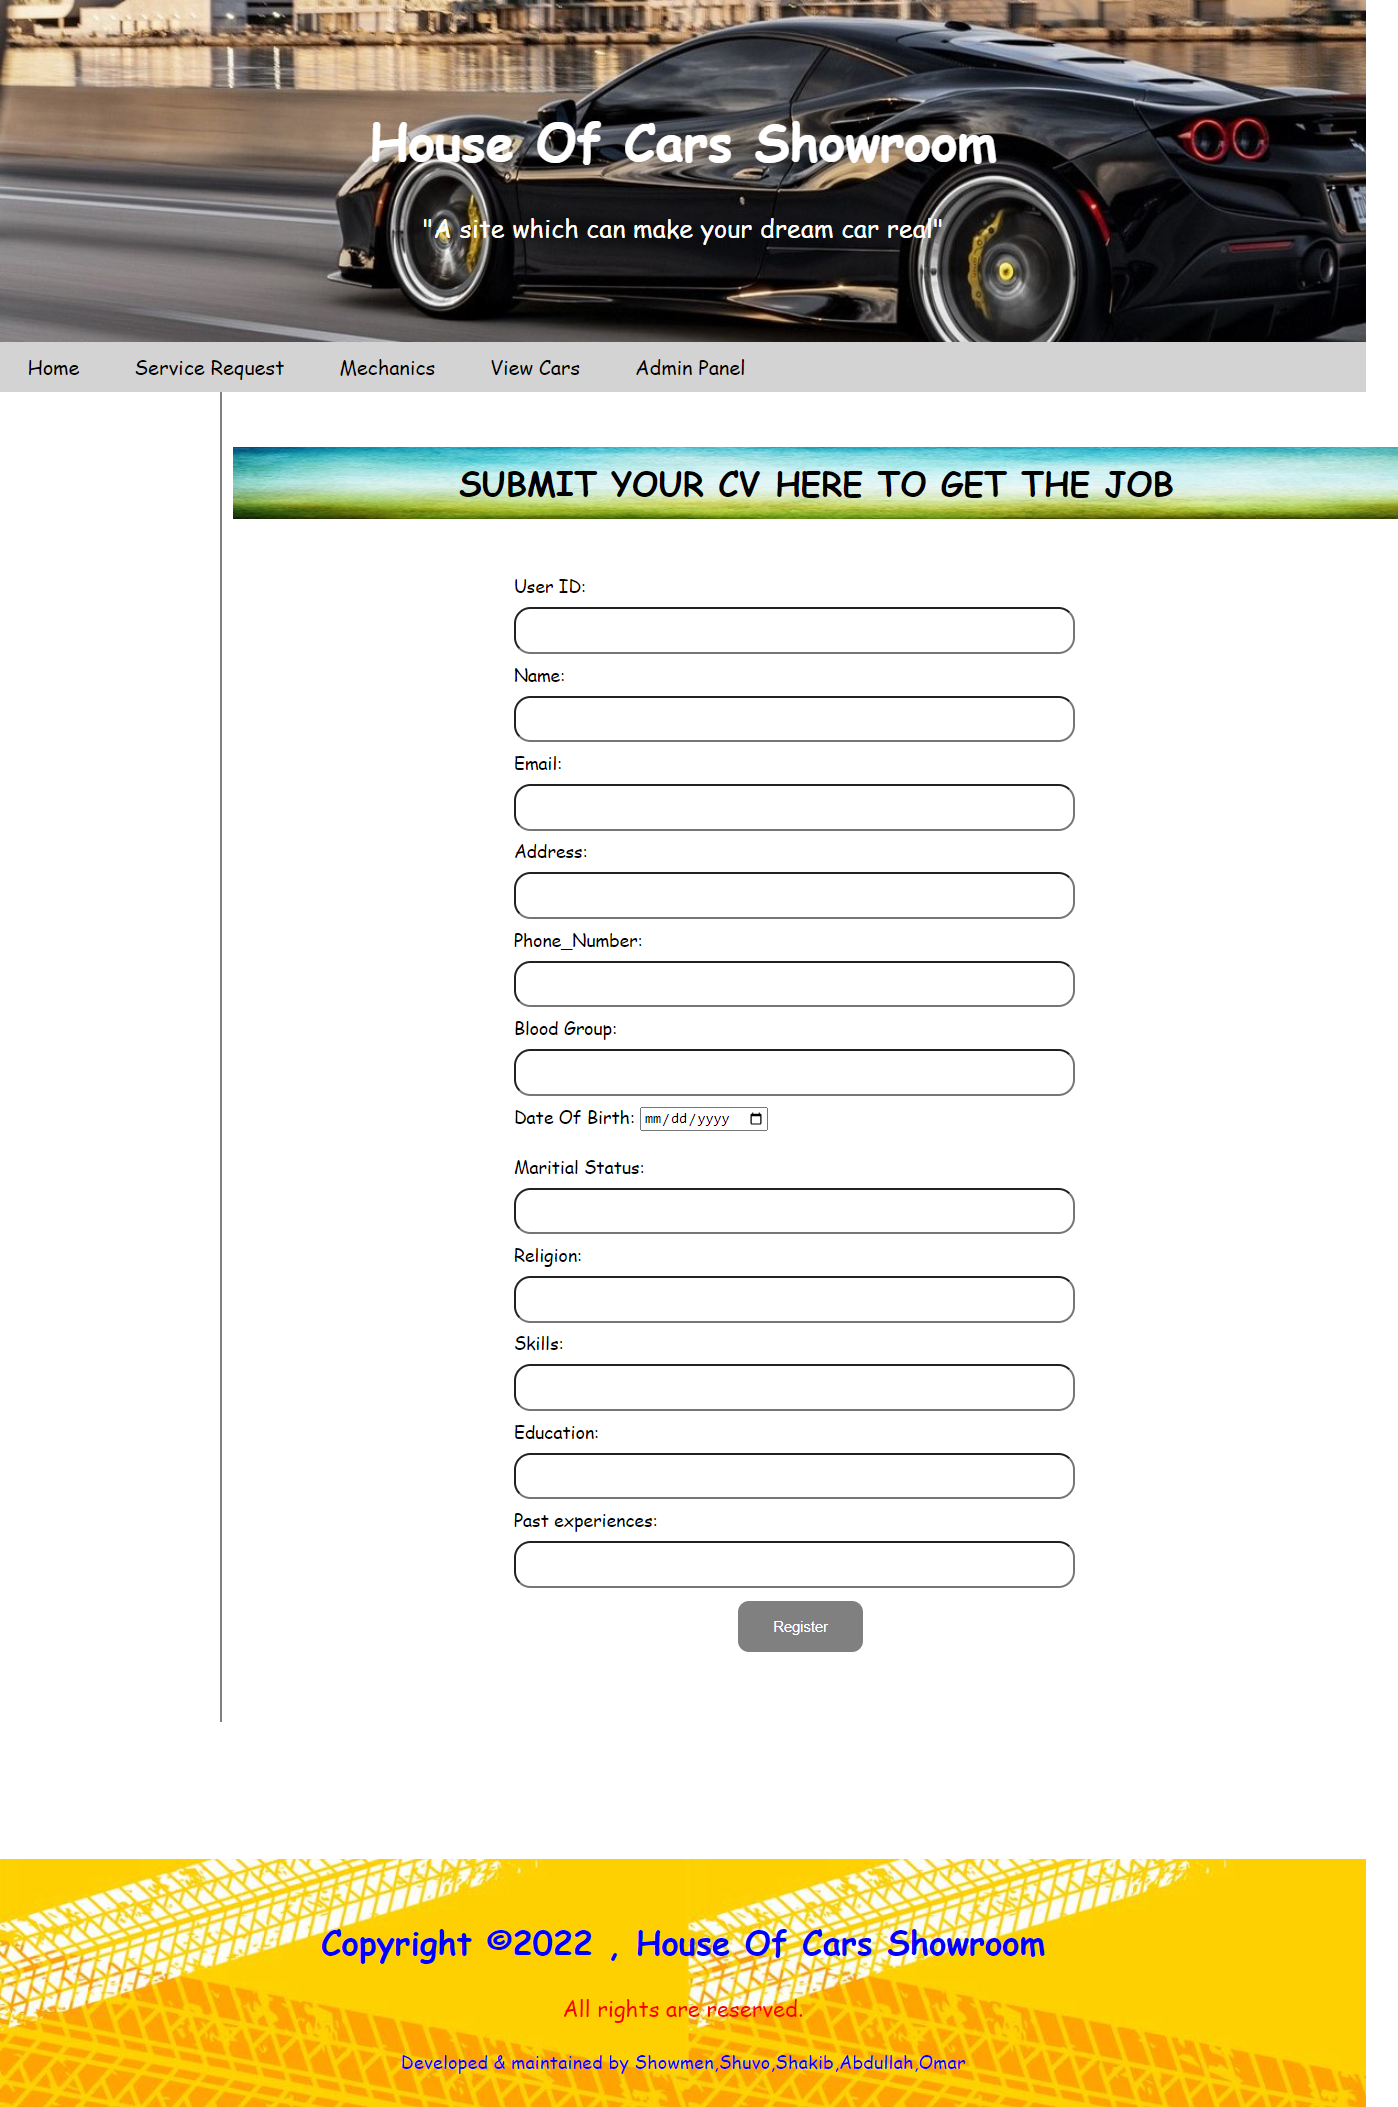 House Of Cars Showroom
"A site which can make your dream car real"
Home Service Request Mechanics View Cars Admin Panel
SUBMIT YOUR CV HERE TO GET THE JOB
User ID:
Name:
Email:
Address:
Phone_Number:
Blood Group:
Date Of Birth: mm/dd/yyyy
Maritial Status:
Religion:
Skills:
Education:
Past experiences:
Register
Copyright ©2022 , House Of Cars Showroom
All rights are reserved.
Developed & maintained by Showmen,Shuvo,Shakib,Abdullah,Omar